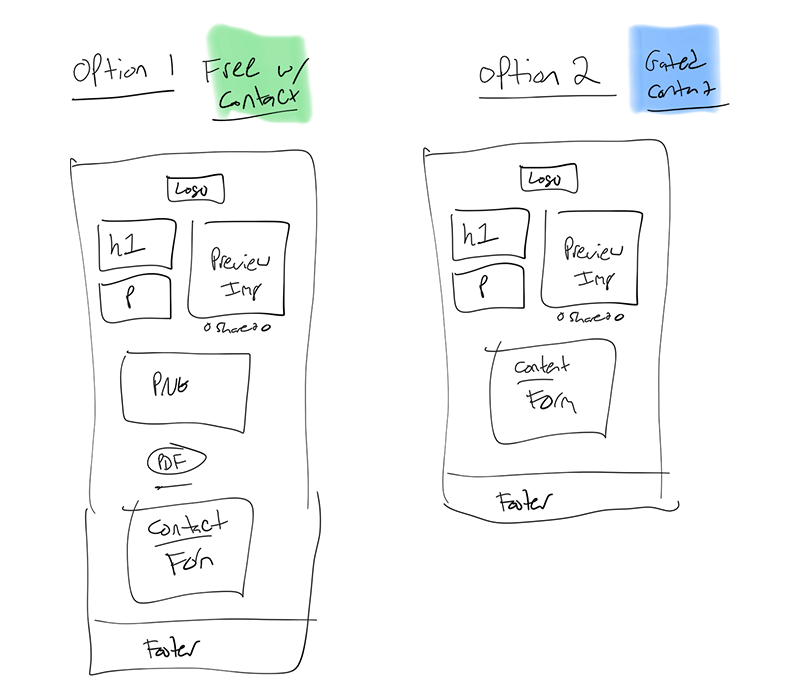 Option 1
Free w/
Contact
Logo
h1
P
Preview
Img
Share
PNG
PDF
Contact
Form
Footer
Option 2
Gated
Content
Logo
h1
P
Preview
Img
Share
Content
Form
Footer